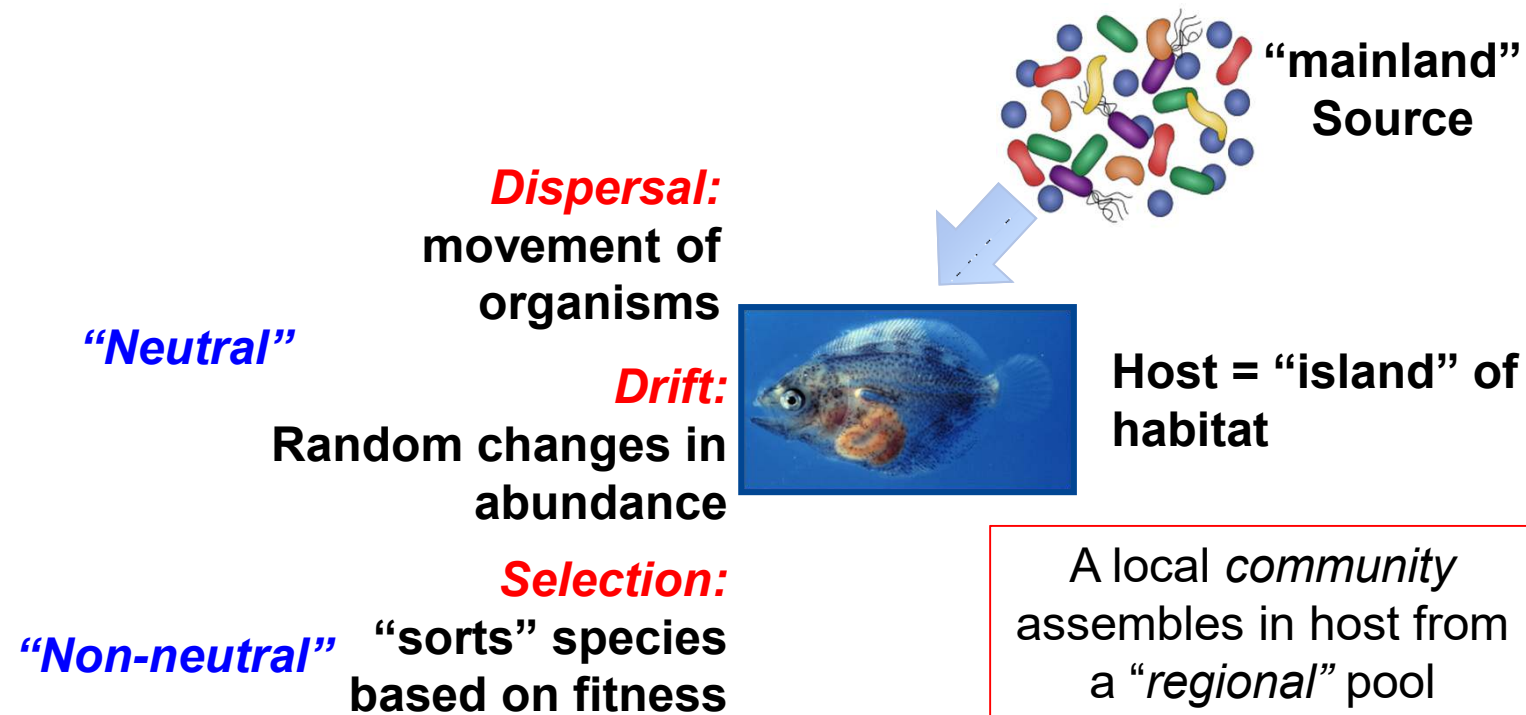 “mainland”
Source
Dispersal:
movement of
organisms
“Neutral”
Drift:
Random changes in
abundance
Host = “island” of
habitat
Selection:
“Non-neutral”
“sorts” species
based on fitness
A local community
assembles in host from
a “regional” pool